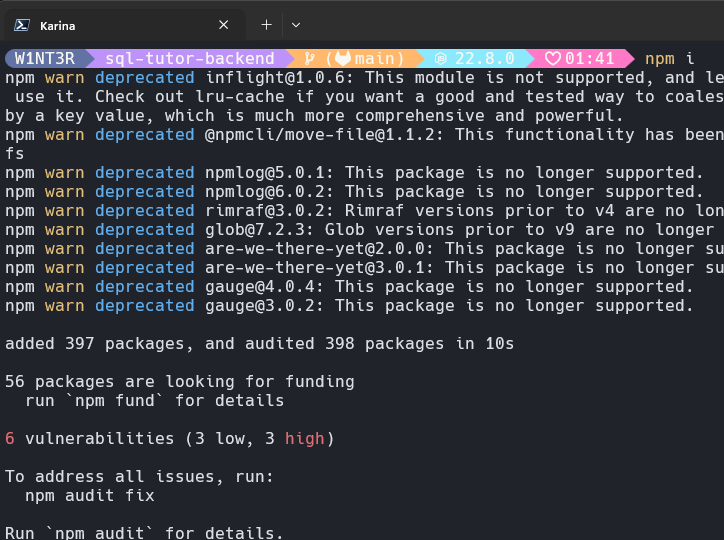 Karina
W1NT3R sql-tutor-backend (main) 22.8.0 01:41 npm i
npm warn deprecated inflight@1.0.6: This module is not supported, and le
use it. Check out lru-cache if you want a good and tested way to coales
by a key value, which is much more comprehensive and powerful.
npm warn deprecated @npmcli/move-file@1.1.2: This functionality has been
fs
npm warn deprecated npmlog@5.0.1: This package is no longer supported.
npm warn deprecated npmlog@6.0.2: This package is no longer supported.
npm warn deprecated rimraf@3.0.2: Rimraf versions prior to v4 are no lon
npm warn deprecated glob@7.2.3: Glob versions prior to v9 are no longer
npm warn deprecated are-we-there-yet@2.0.0: This package is no longer su
npm warn deprecated are-we-there-yet@3.0.1: This package is no longer su
npm warn deprecated gauge@4.0.4: This package is no longer supported.
npm warn deprecated gauge@3.0.2: This package is no longer supported.
added 397 packages, and audited 398 packages in 10s
56 packages are looking for funding
run `npm fund` for details
6 vulnerabilities (3 low, 3 high)
To address all issues, run:
npm audit fix
Run `npm audit` for details.